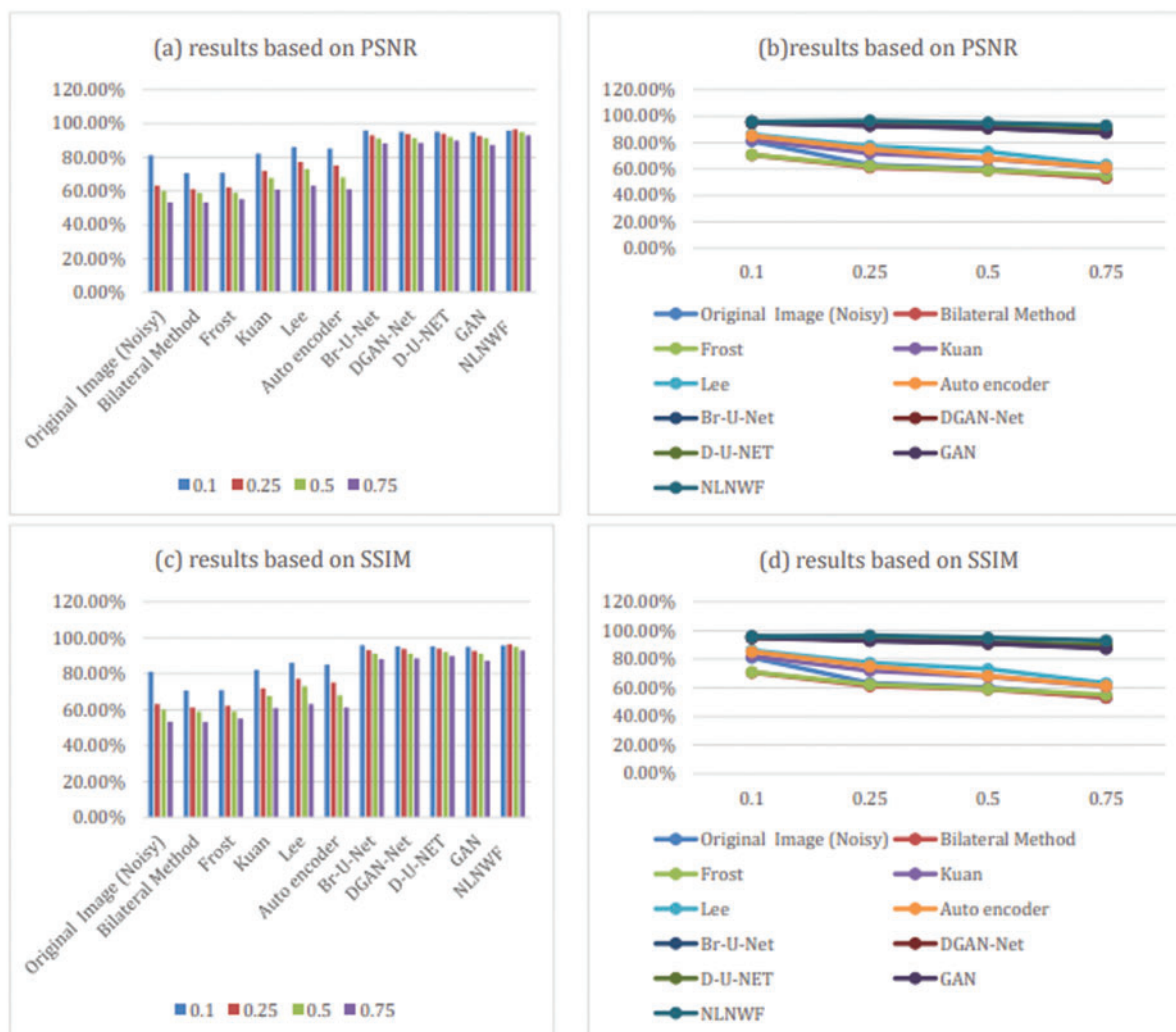 (a) results based on PSNR
120.00%
100.00%
80.00%
60.00%
40.00%
20.00%
0.00%
Original Image (Noisy)
Bilateral Method
Frost
Kuan
Lee
Auto encoder
Br-U-Net
DGAN-Net
D-U-NET
GAN
NLNWF
0.1 0.25 0.5 0.75
(b)results based on PSNR
120.00%
100.00%
80.00%
60.00%
40.00%
20.00%
0.00%
0.1 0.25 0.5 0.75
Original Image (Noisy) Bilateral Method
Frost Kuan
Lee Auto encoder
Br-U-Net DGAN-Net
D-U-NET GAN
NLNWF
(c) results based on SSIM
120.00%
100.00%
80.00%
60.00%
40.00%
20.00%
0.00%
Original Image (Noisy)
Bilateral Method
Frost
Kuan
Lee
Auto encoder
Br-U-Net
DGAN-Net
D-U-NET
GAN
NLNWF
0.1 0.25 0.5 0.75
(d) results based on SSIM
120.00%
100.00%
80.00%
60.00%
40.00%
20.00%
0.00%
0.1 0.25 0.5 0.75
Original Image (Noisy) Bilateral Method
Frost Kuan
Lee Auto encoder
Br-U-Net DGAN-Net
D-U-NET GAN
NLNWF